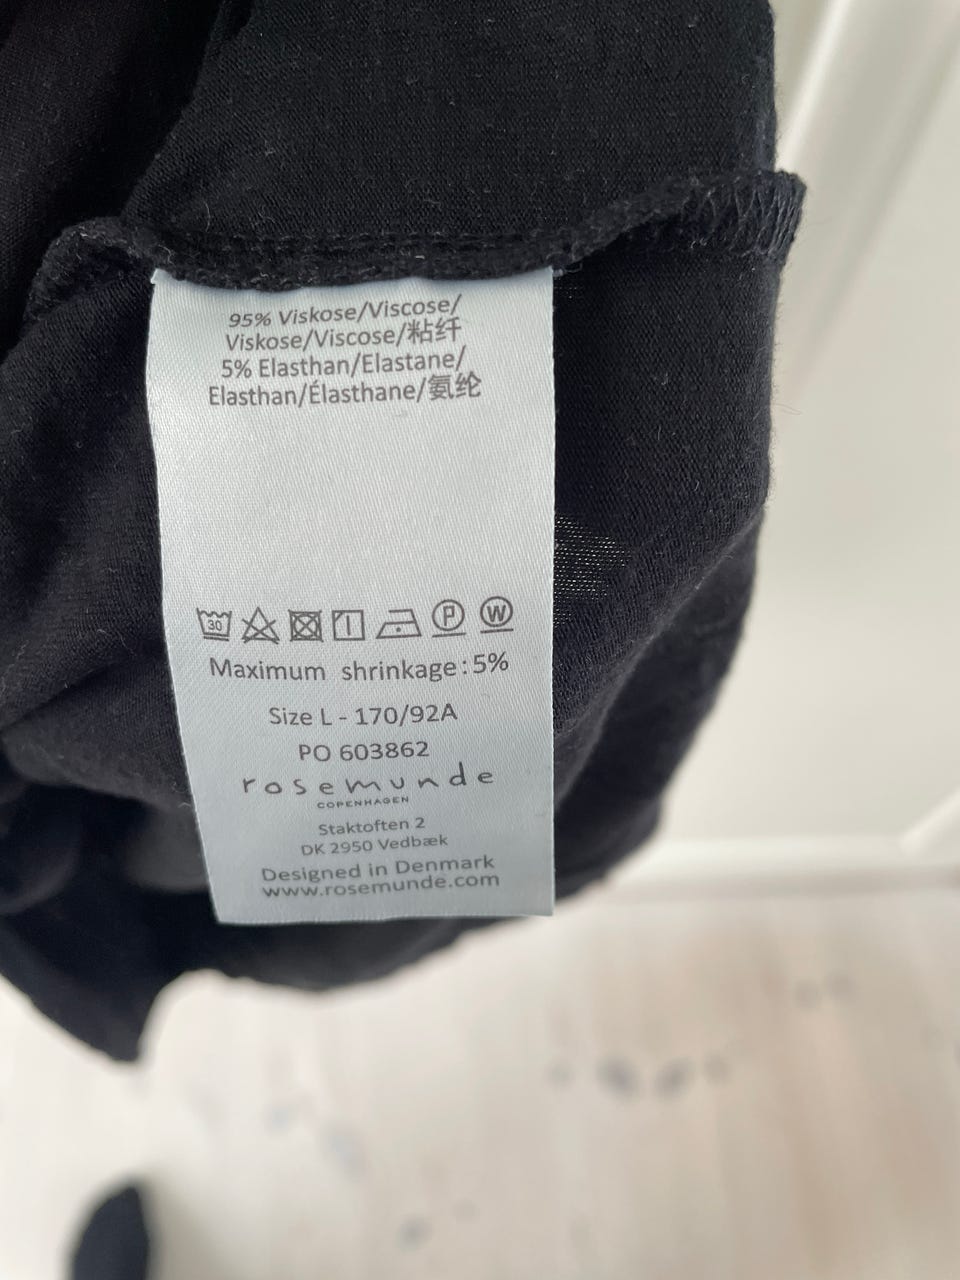 95% Viskose/Viscose/
Viskose/Viscose/粘纤
5% Elasthan/Elastane/
Elasthan/Élasthane/氨纶
30 P W
Maximum shrinkage:5%
Size L - 170/92A
PO 603862
rosemunde
COPENHAGEN
Staktoften 2
DK 2950 Vedbæk
Designed in Denmark
www.rosemunde.com